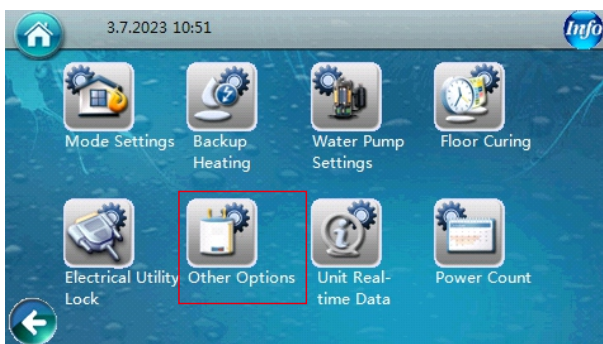 3.7.2023 10:51
Info
Mode Settings
Backup
Heating
Water Pump
Settings
Floor Curing
Electrical Utility
Lock
Other Options
Unit Real-
time Data
Power Count